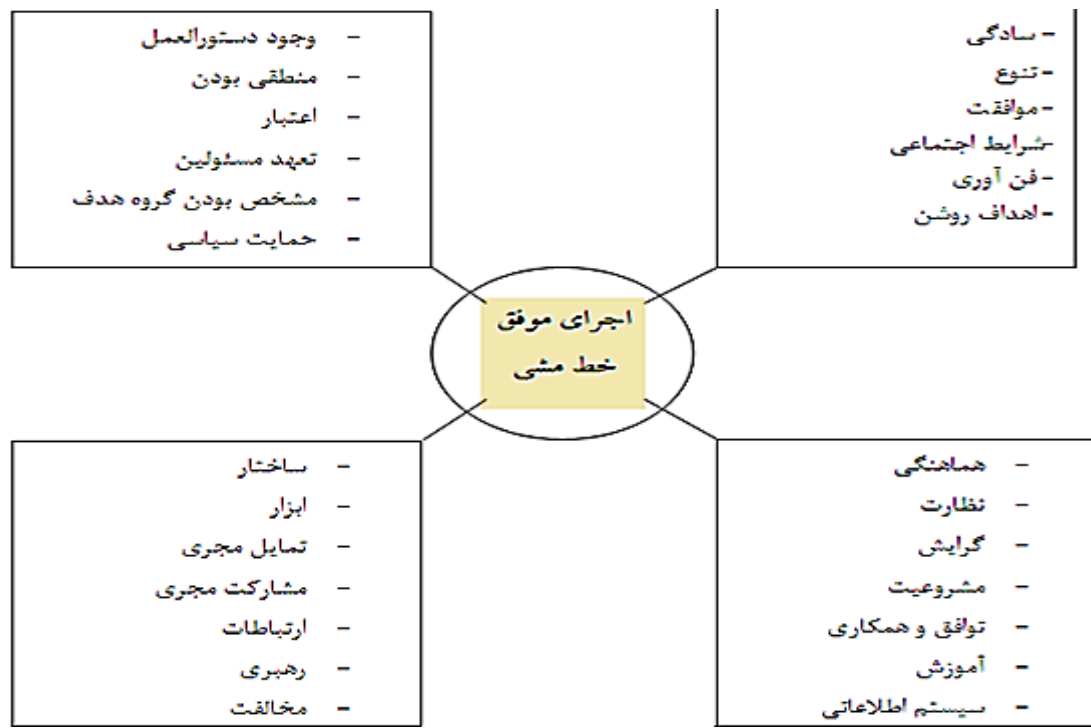 - سادگی
- تنوع
- موافقت
-شرایط اجتماعی
- فن آوری
- اهداف روشن
- وجود دستورالعمل
- منطقی بودن
- اعتبار
- تعهد مسئولین
- مشخص بودن گروه هدف
- حمایت سیاسی
اجرای موفق
خط مشی
- هماهنگی
- نظارت
- گرایش
- مشروعیت
- توافق و همکاری
- آموزش
- سیستم اطلاعاتی
- ساختار
- ابزار
- تمایل مجری
- مشارکت مجری
- ارتباطات
- رهبری
- مخالفت